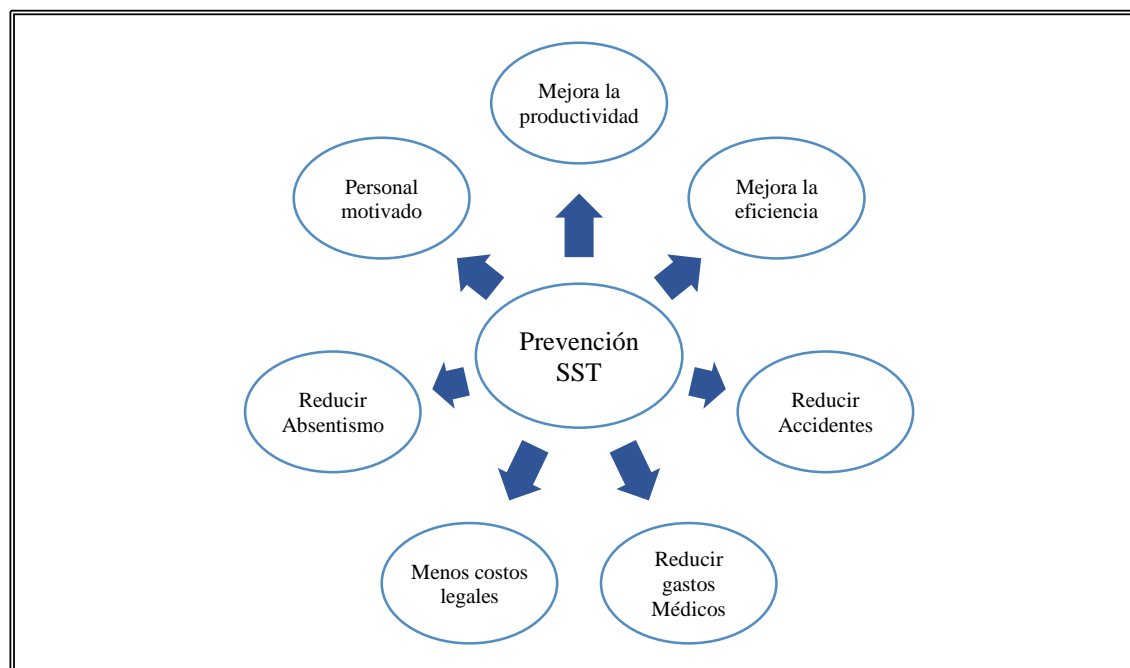 Mejora la
productividad
Personal
motivado
Mejora la
eficiencia
Prevención
SST
Reducir
Absentismo
Reducir
Accidentes
Menos costos
legales
Reducir
gastos
Médicos